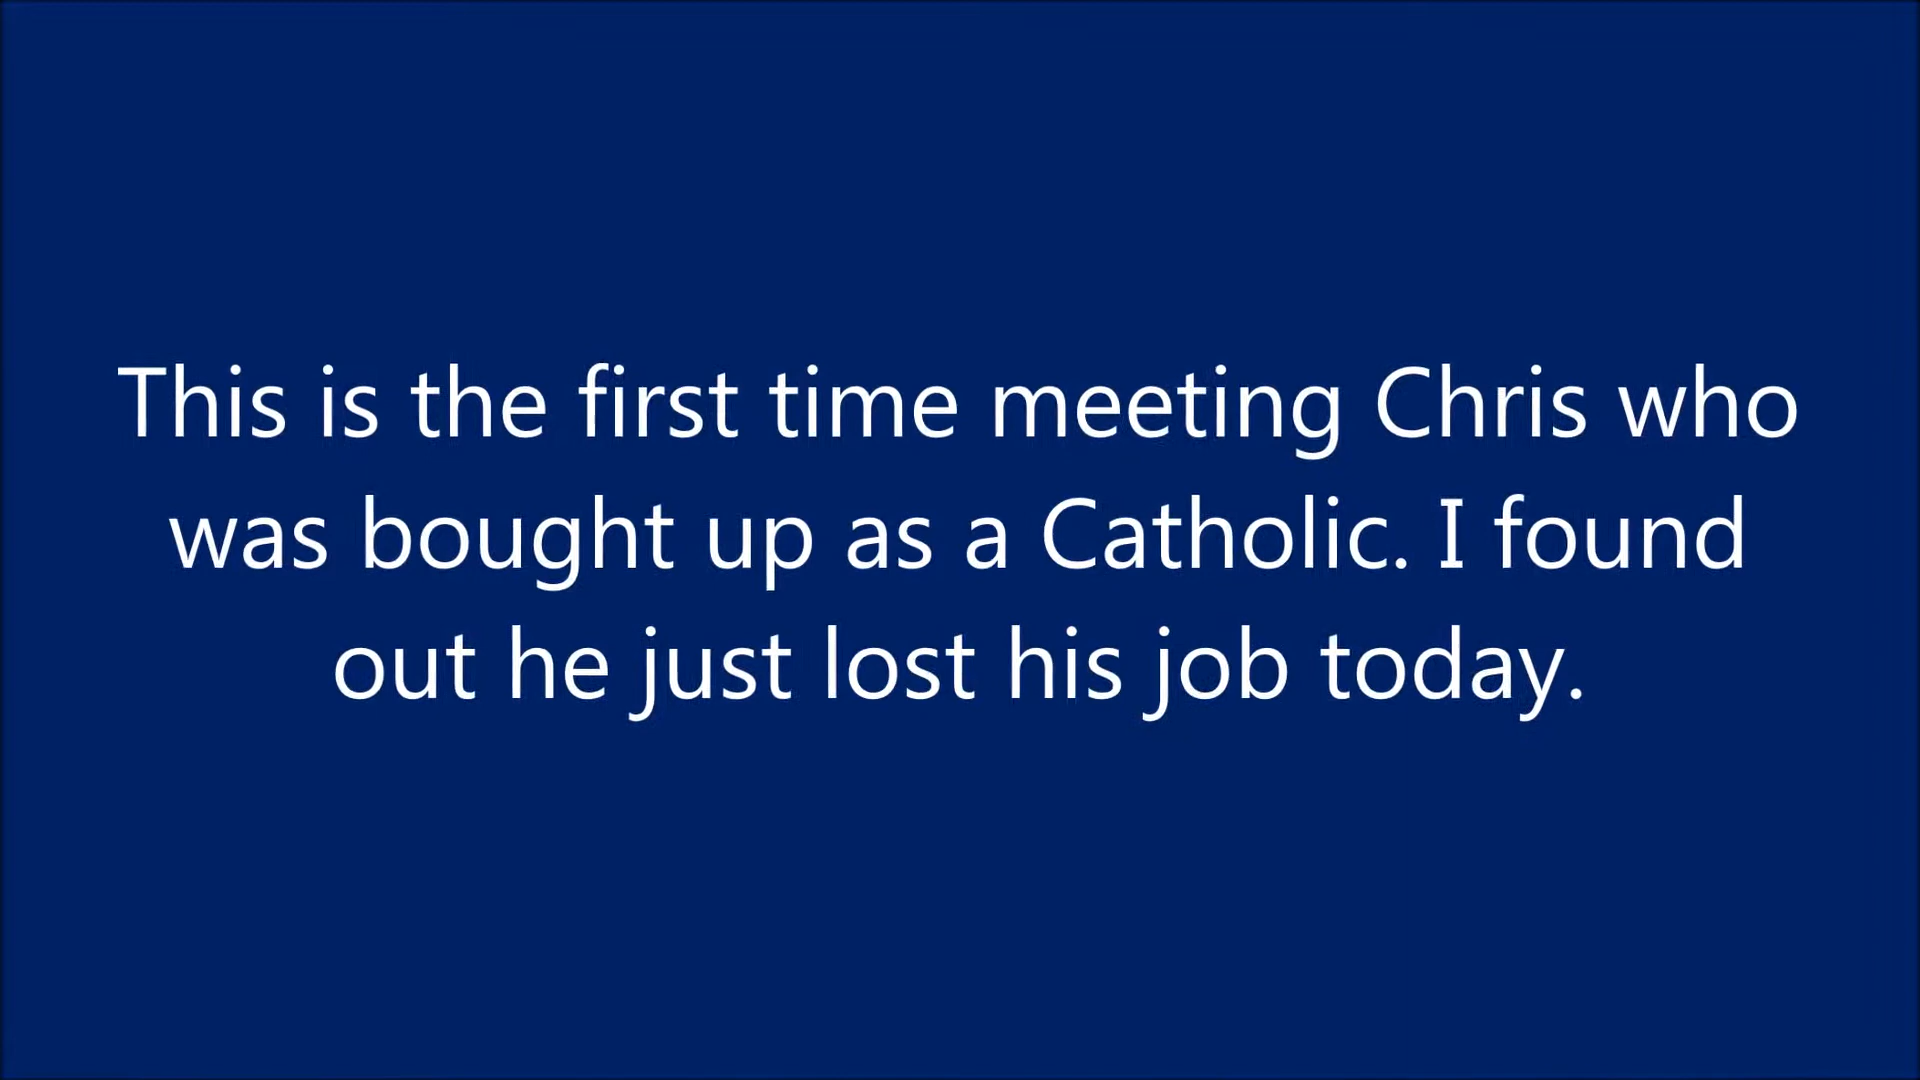 This is the first time meeting Chris who
was bought up as a Catholic. I found
out he just lost his job today.